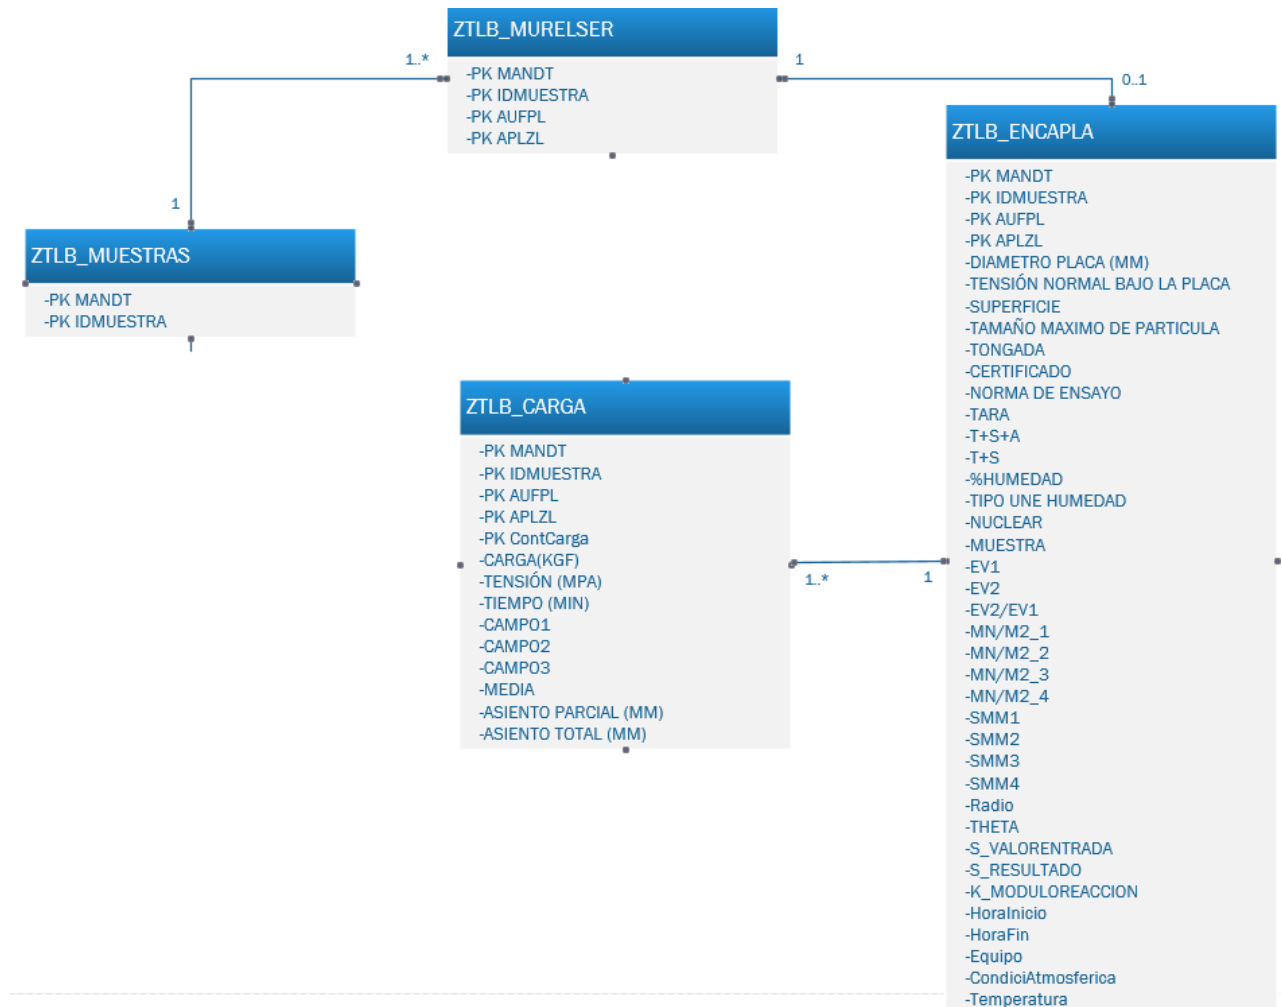 ZTLB_MURELSER
-PK MANDT
-PK IDMUESTRA
-PK AUFPL
-PK APLZL
1..*
1
1
0..1
ZTLB_MUESTRAS
-PK MANDT
-PK IDMUESTRA
ZTLB_CARGA
-PK MANDT
-PK IDMUESTRA
-PK AUFPL
-PK APLZL
-PK ContCarga
-CARGA(KGF)
-TENSIÓN (MPA)
-TIEMPO (MIN)
-CAMPO1
-CAMPO2
-CAMPO3
-MEDIA
-ASIENTO PARCIAL (MM)
-ASIENTO TOTAL (MM)
1..*
1
ZTLB_ENCAPLA
-PK MANDT
-PK IDMUESTRA
-PK AUFPL
-PK APLZL
-DIAMETRO PLACA (MM)
-TENSIÓN NORMAL BAJO LA PLACA
-SUPERFICIE
-TAMAÑO MAXIMO DE PARTICULA
-TONGADA
-CERTIFICADO
-NORMA DE ENSAYO
-TARA
-T+S+A
-T+S
-%HUMEDAD
-TIPO UNE HUMEDAD
-NUCLEAR
-MUESTRA
-EV1
-EV2
-EV2/EV1
-MN/M2_1
-MN/M2_2
-MN/M2_3
-MN/M2_4
-SMM1
-SMM2
-SMM3
-SMM4
-Radio
-THETA
-S_VALORENTRADA
-S_RESULTADO
-K_MODULOREACCION
-HoraInicio
-HoraFin
-Equipo
-CondiciAtmosferica
-Temperatura